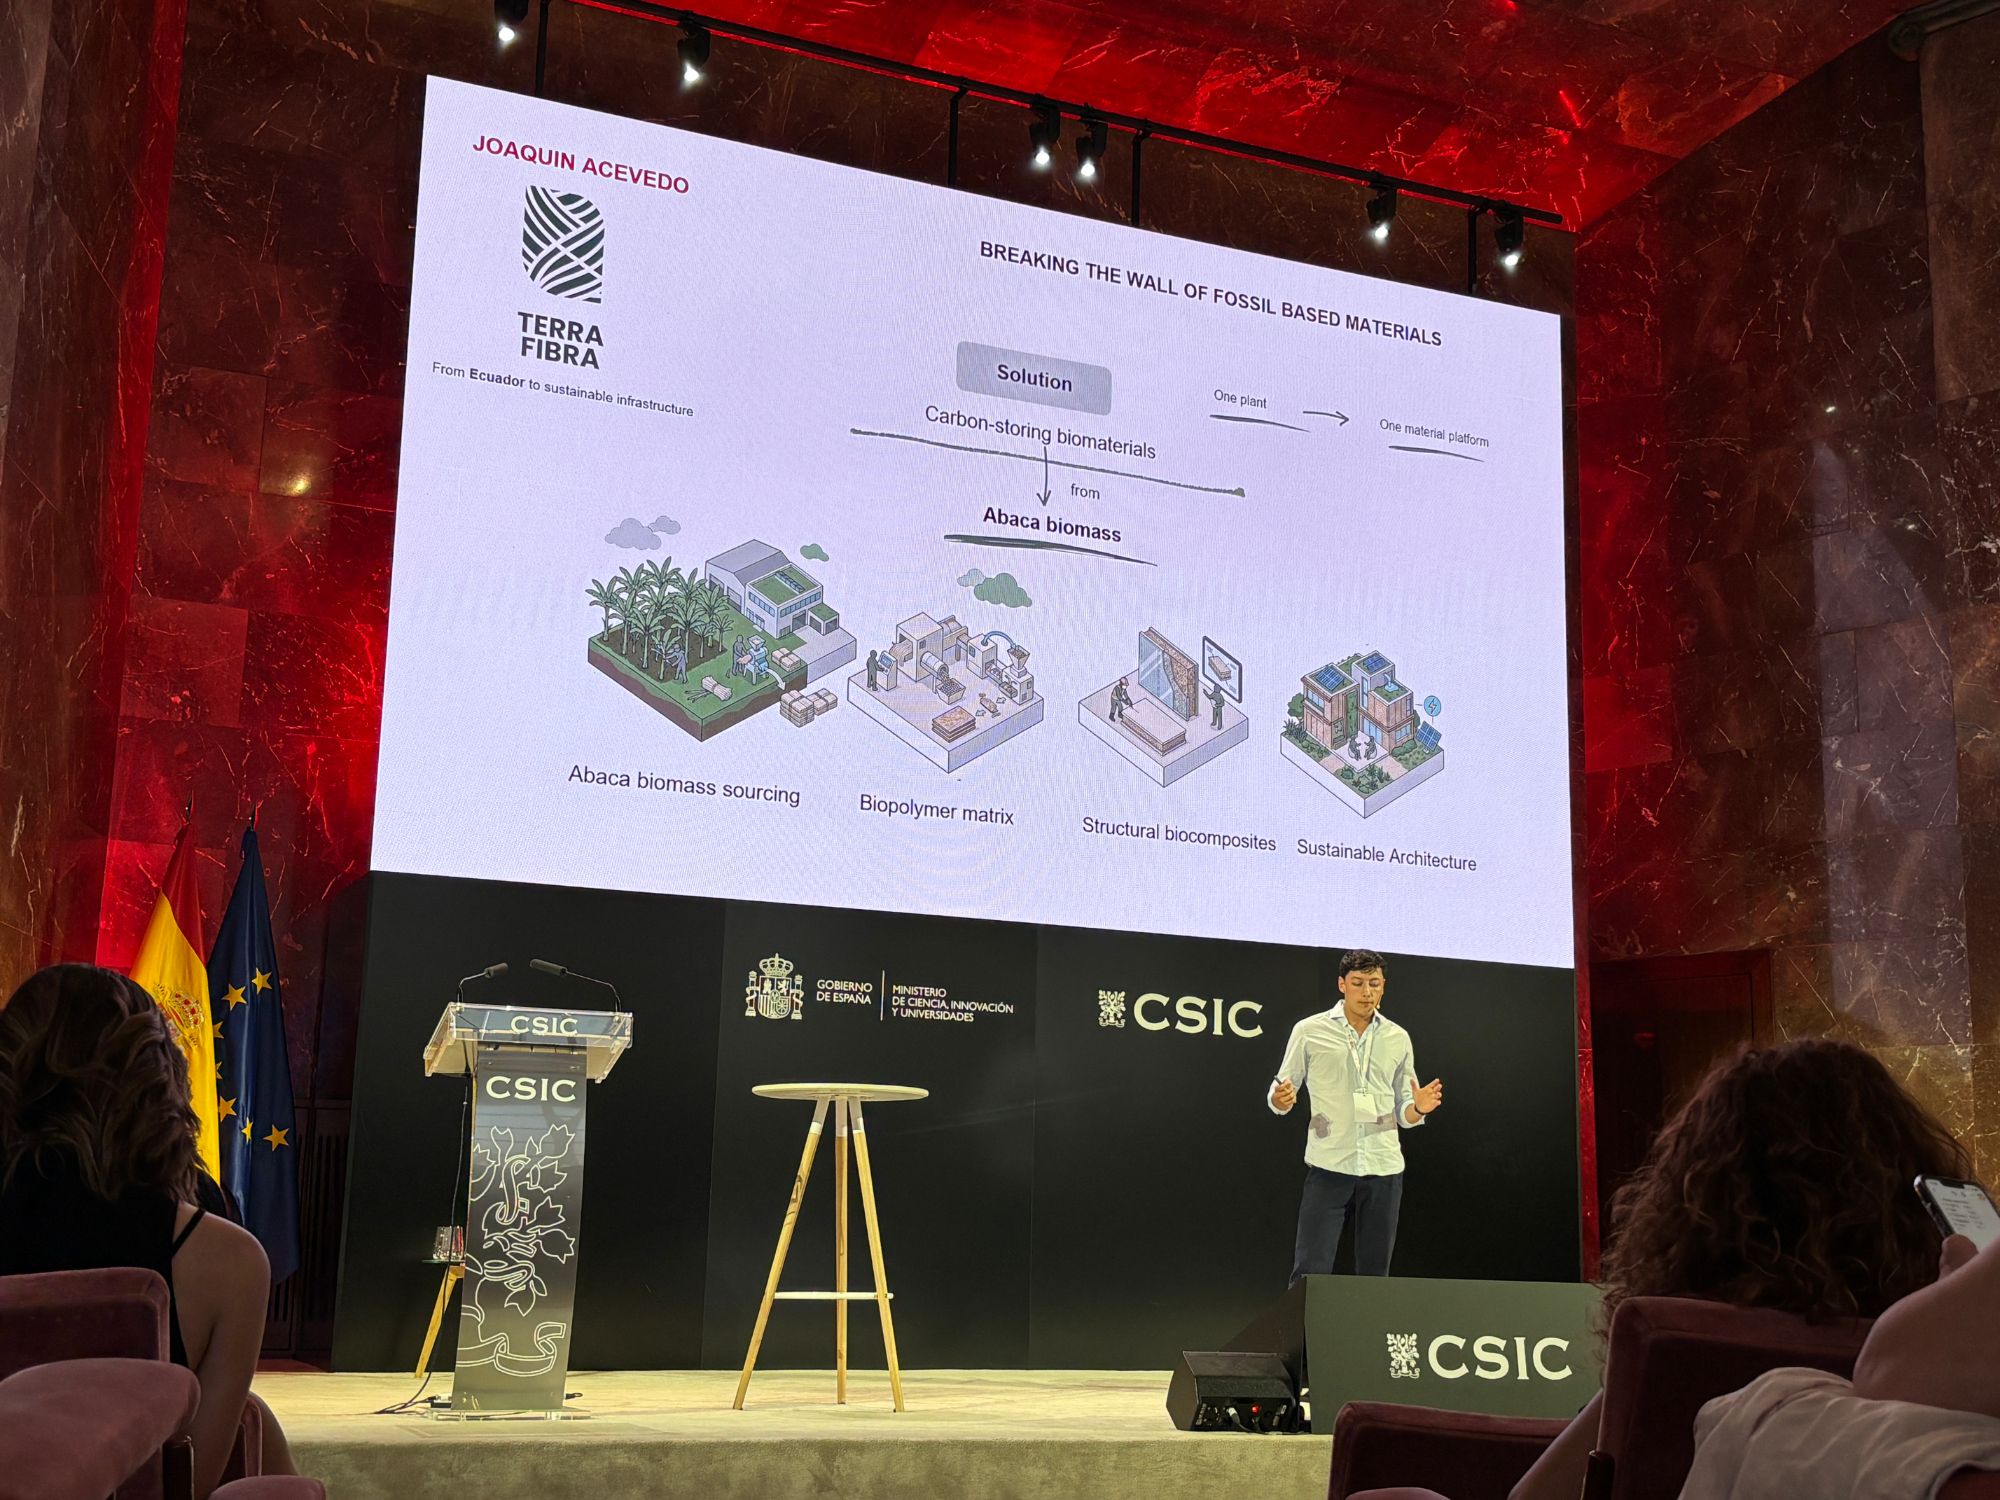 JOAQUIN ACEVEDO
TERRA
FIBRA
From Ecuador to sustainable infrastructure
BREAKING THE WALL OF FOSSIL BASED MATERIALS
Solution
Carbon-storing biomaterials
from
Abaca biomass
One plant
One material platform
Abaca biomass sourcing
Biopolymer matrix
Structural biocomposites
Sustainable Architecture
CSIC
CSIC
GOBIERNO
DE ESPAÑA
MINISTERIO
DE CIENCIA, INNOVACIÓN
Y UNIVERSIDADES
CSIC
CSIC